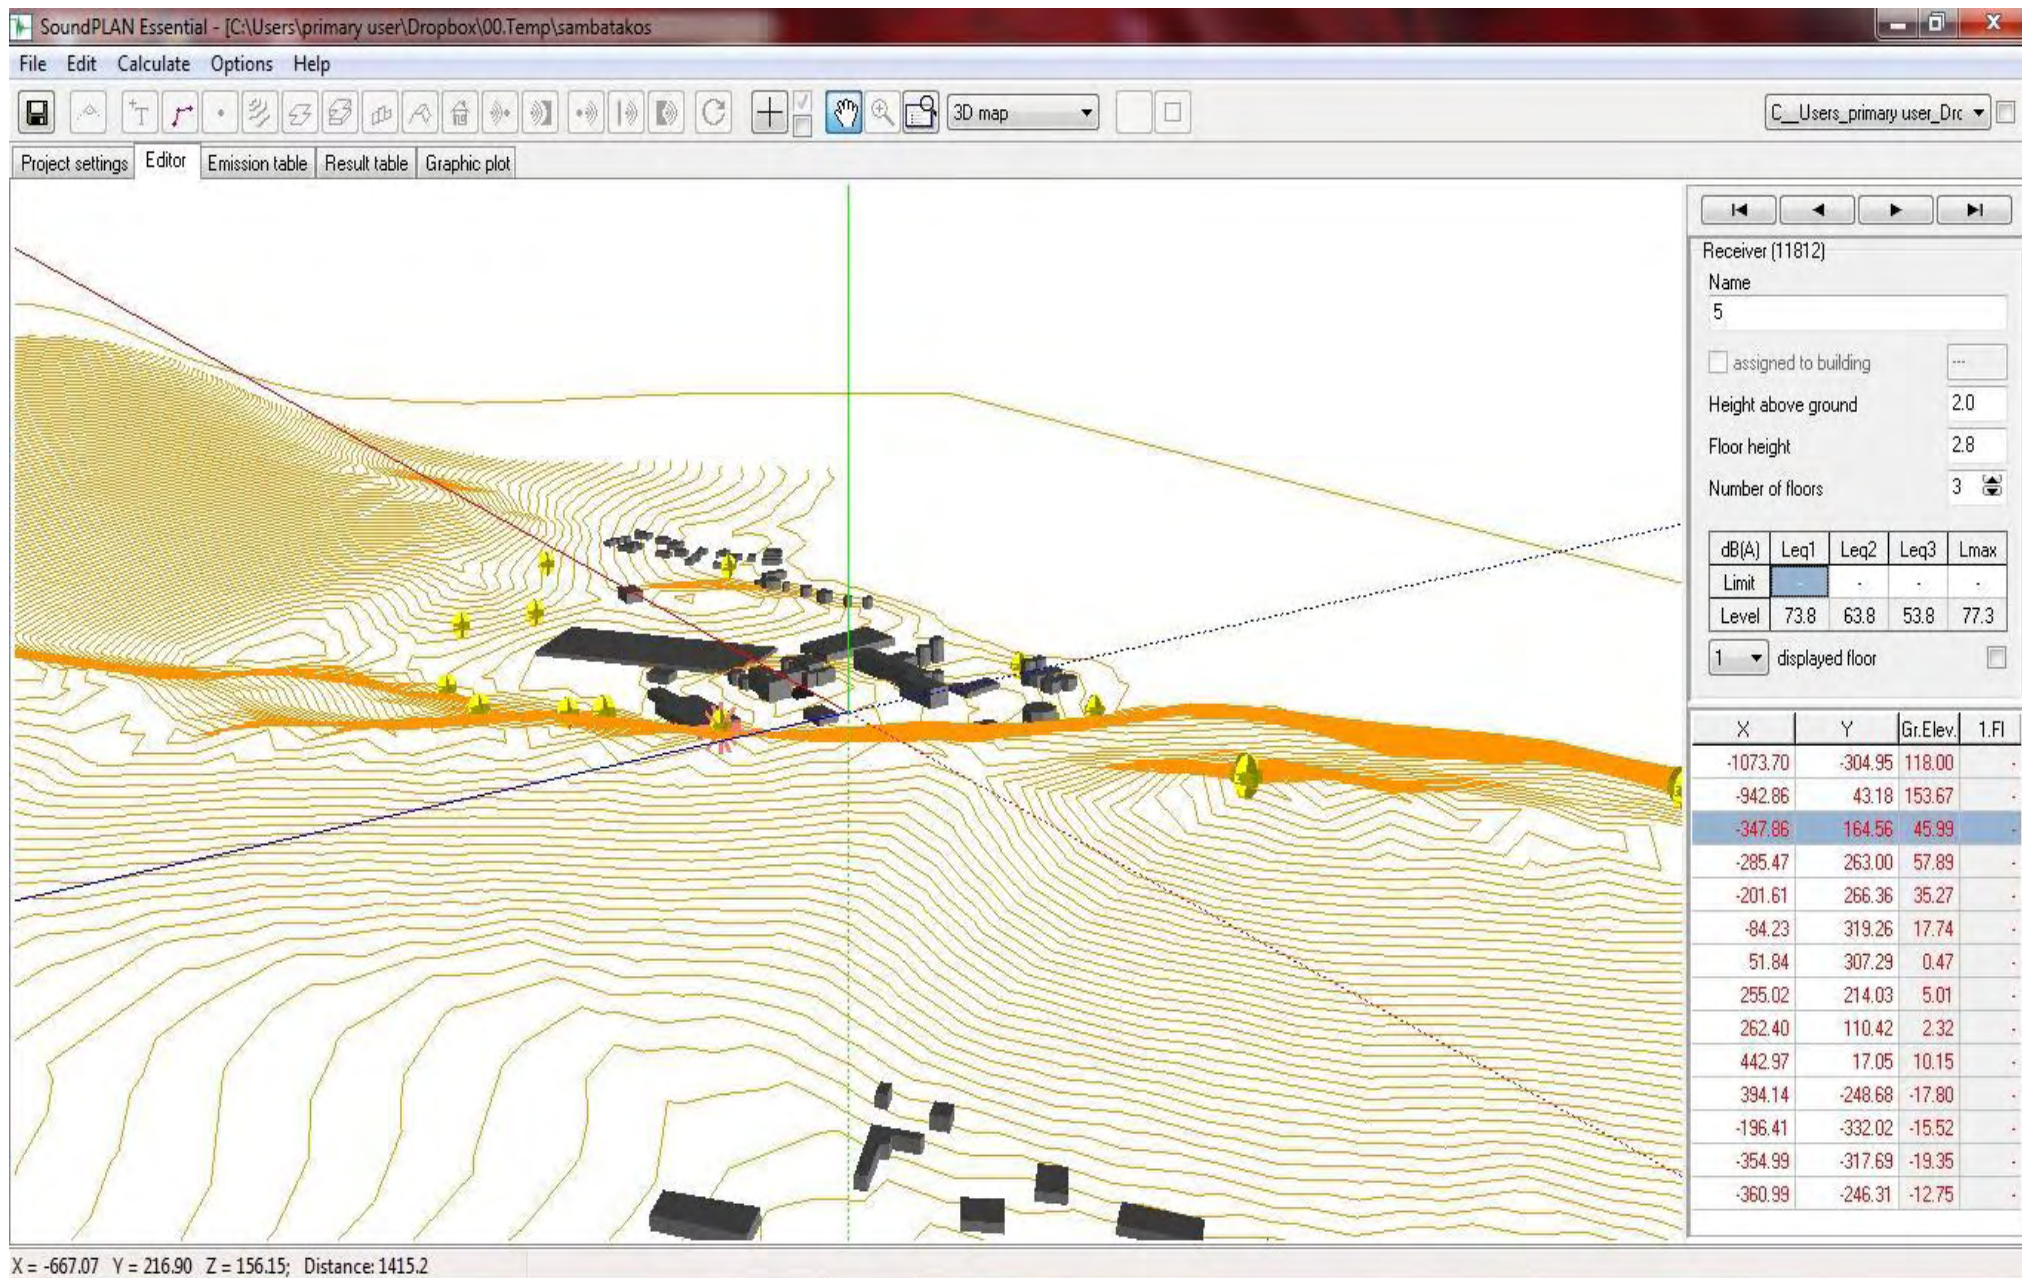 SoundPLAN Essential - [C:\Users\primary user\Dropbox\00.Temp\sambatakos
File Edit Calculate Options Help
3D map
C__Users_primary user_Drc
Project settings Editor Emission table Result table Graphic plot
Receiver (11812)
Name
5
assigned to building ---
Height above ground 2.0
Floor height 2.8
Number of floors 3
dB(A) Leq1 Leq2 Leq3 Lmax
Limit - - - -
Level 73.8 63.8 53.8 77.3
1 displayed floor
X Y Gr.Elev. 1.Fl
-1073.70 -304.95 118.00 -
-942.86 43.18 153.67 -
-347.86 164.56 45.99 -
-285.47 263.00 57.89 -
-201.61 266.36 35.27 -
-84.23 319.26 17.74 -
51.84 307.29 0.47 -
255.02 214.03 5.01 -
262.40 110.42 2.32 -
442.97 17.05 10.15 -
394.14 -248.68 -17.80 -
-196.41 -332.02 -15.52 -
-354.99 -317.69 -19.35 -
-360.99 -246.31 -12.75 -
X = -667.07 Y = 216.90 Z = 156.15; Distance: 1415.2